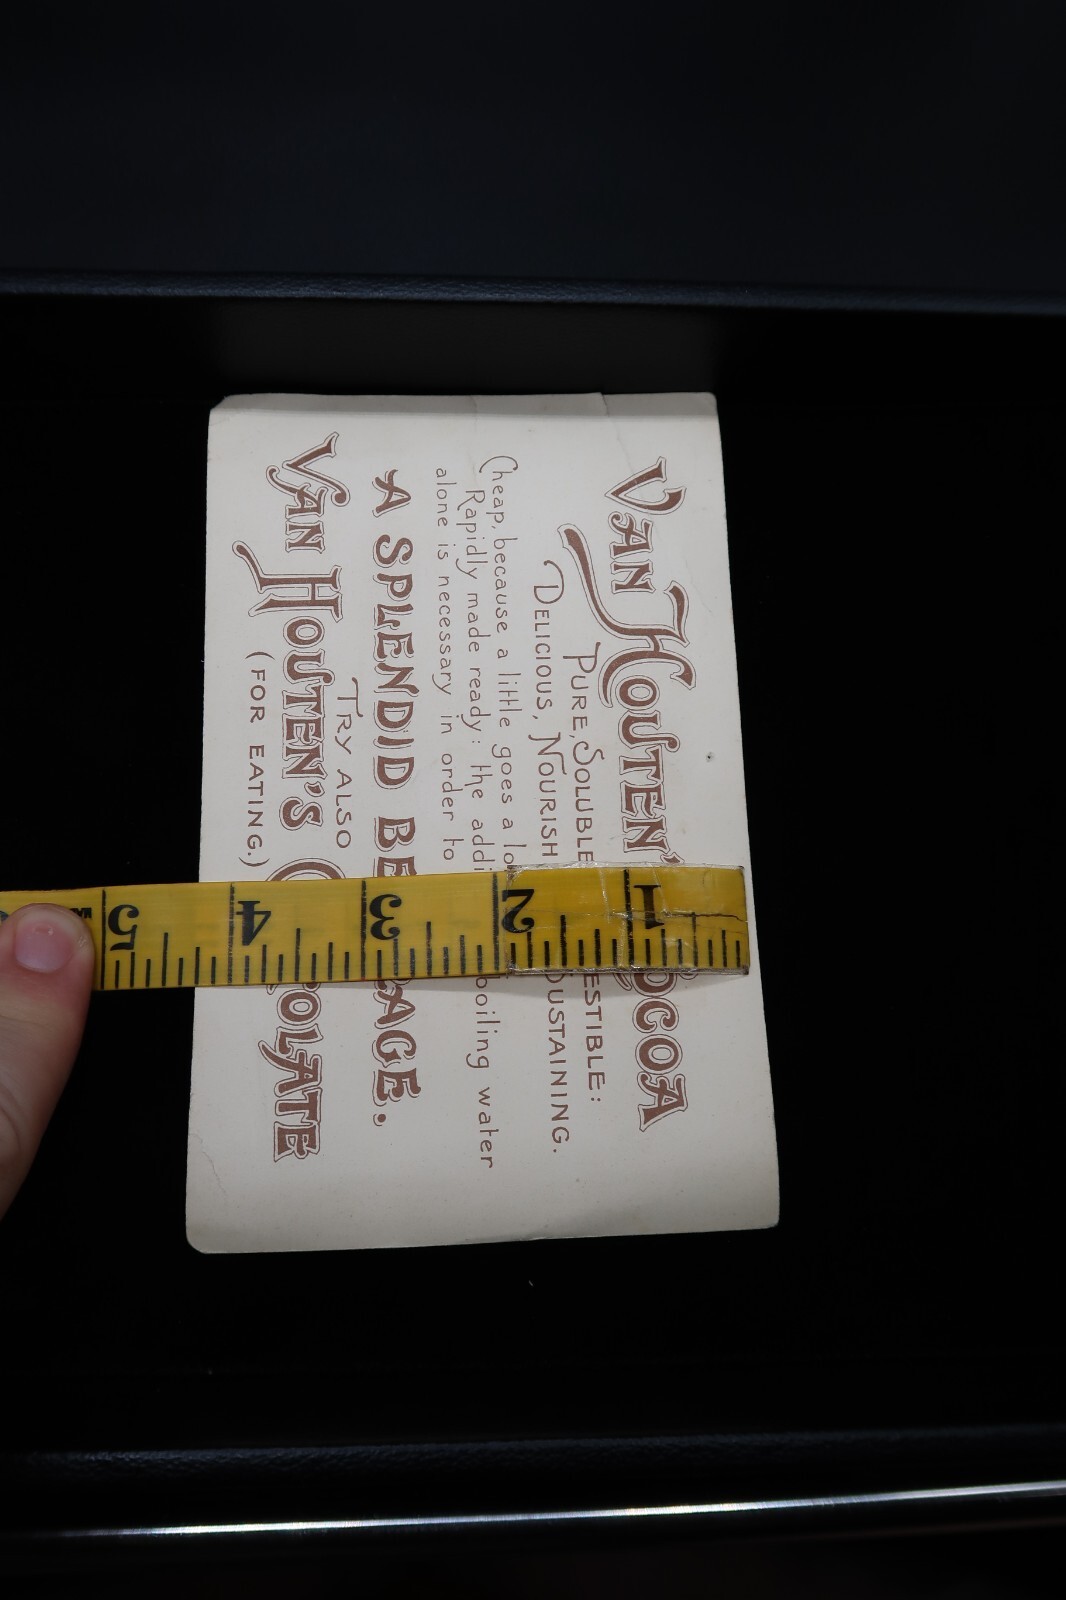 VAN HOUTEN'S COCOA
PURE, SOLUBLE ESTIBLE:
DELICIOUS, NOURISH SUSTAINING.
Cheap, because a little goes a lo
Rapidly made ready: the addi boiling water
alone is necessary in order to
A SPLENDID BE AGE.
TRY ALSO
VAN HOUTEN'S C OLATE
(FOR EATING.)
1 2 3 4 5